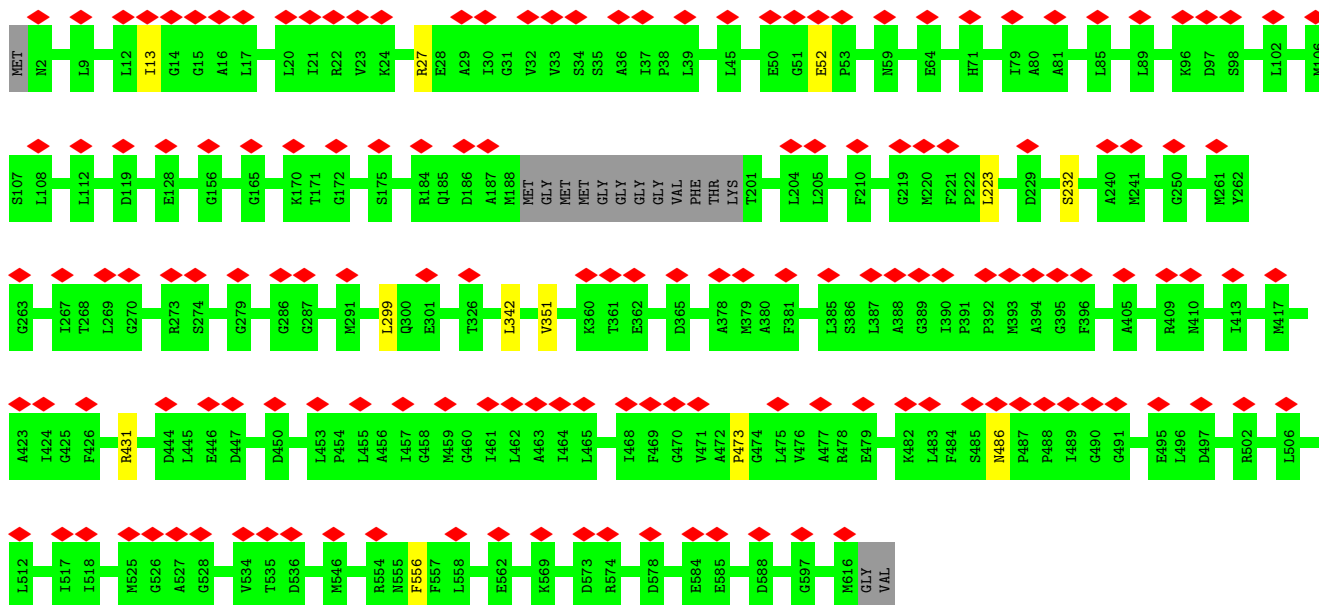 MET N2 L9 L12 I13 G14 G15 A16 L17 L20 I21 R22 V23 K24 R27 E28 A29 I30 G31 V32 V33 S34 S35 A36 I37 P38 L39 L45 E50 G51 E52 P53 N59 E64 H71 I79 A80 A81 L85 L89 K96 D97 S98 L102 M106
S107 L108 L112 D119 E128 G156 G165 K170 T171 G172 S175 R184 Q185 D186 A187 M188 MET GLY MET MET GLY GLY GLY GLY VAL PHE THR LYS T201 L204 L205 F210 G219 M220 F221 P222 L223 D229 S232 A240 M241 G250 M261 Y262
G263 I267 T268 L269 G270 R273 S274 G279 G286 G287 M291 L299 Q300 E301 T326 L342 V351 K360 T361 E362 D365 A378 M379 A380 F381 L385 S386 L387 A388 G389 I390 P391 P392 M393 A394 G395 F396 A405 R409 N410 I413 M417
A423 I424 G425 F426 R431 D444 L445 E446 D447 D450 L453 P454 L455 A456 I457 G458 M459 G460 I461 L462 A463 I464 L465 I468 F469 G470 V471 A472 P473 G474 L475 V476 A477 R478 E479 K482 L483 F484 S485 N486 P487 P488 I489 G490 G491 E495 L496 D497 R502 L506
L512 I517 I518 M525 G526 A527 G528 V534 T535 D536 M546 R554 N555 F556 F557 L558 E562 K569 D573 R574 D578 E584 E585 D588 G597 M616 GLY VAL